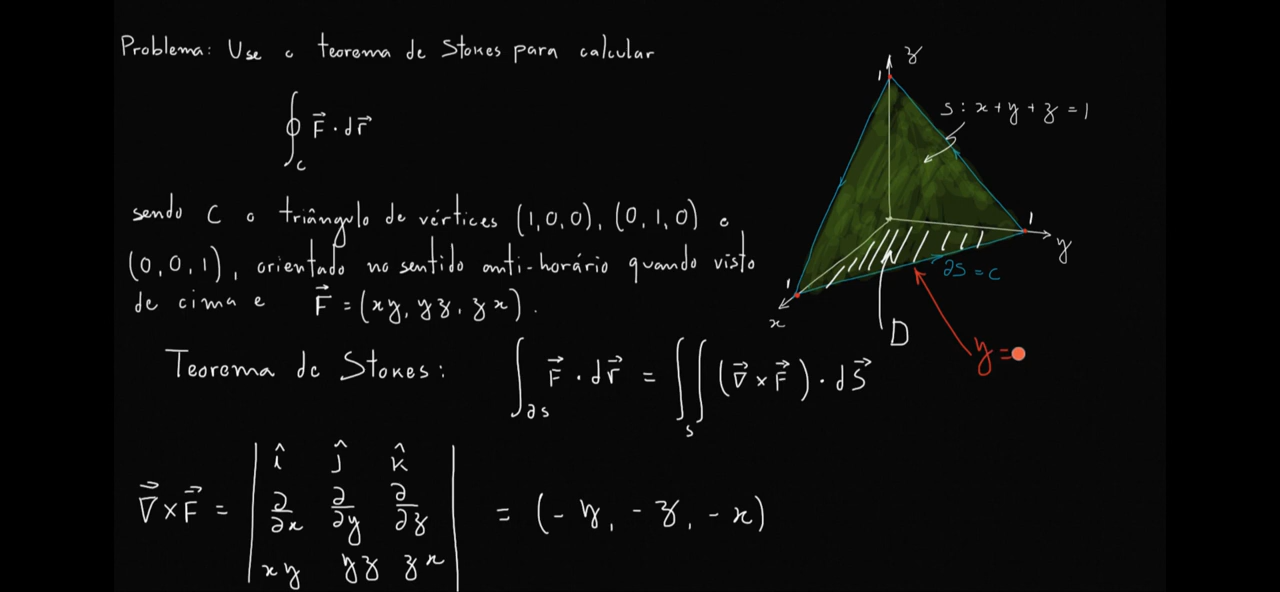 Problema: Use o teorema de Stokes para calcular
∮_C F⃗ · dr⃗
sendo C o triângulo de vértices (1,0,0), (0,1,0) e
(0,0,1), orientado no sentido anti-horário quando visto
de cima e F⃗ = (xy, yz, zx).
Teorema de Stokes: ∫_∂S F⃗ · dr⃗ = ∬_S (∇⃗ × F⃗) · dS⃗
∇⃗ × F⃗ = | î ĵ k̂ |
| ∂/∂x ∂/∂y ∂/∂z | = (-y, -z, -x)
| xy yz zx |
z
1
S: x + y + z = 1
1
y
∂S = C
1
x
D
y =